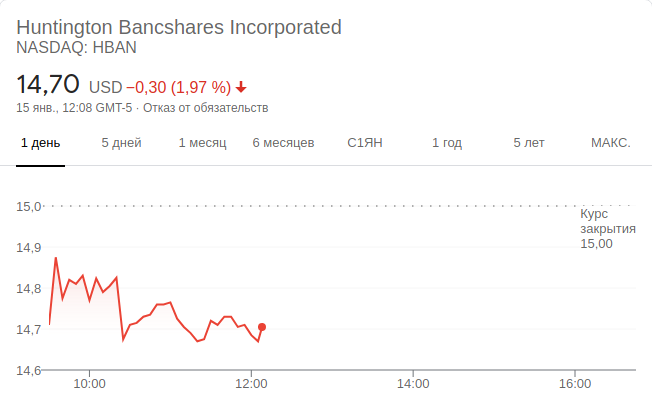 Huntington Bancshares Incorporated
NASDAQ: HBAN
14,70 USD −0,30 (1,97 %)
15 янв., 12:08 GMT-5 · Отказ от обязательств
1 день 5 дней 1 месяц 6 месяцев С1ЯН 1 год 5 лет МАКС.
15,0
Курс
закрытия
15,00
14,9
14,8
14,7
14,6
10:00 12:00 14:00 16:00